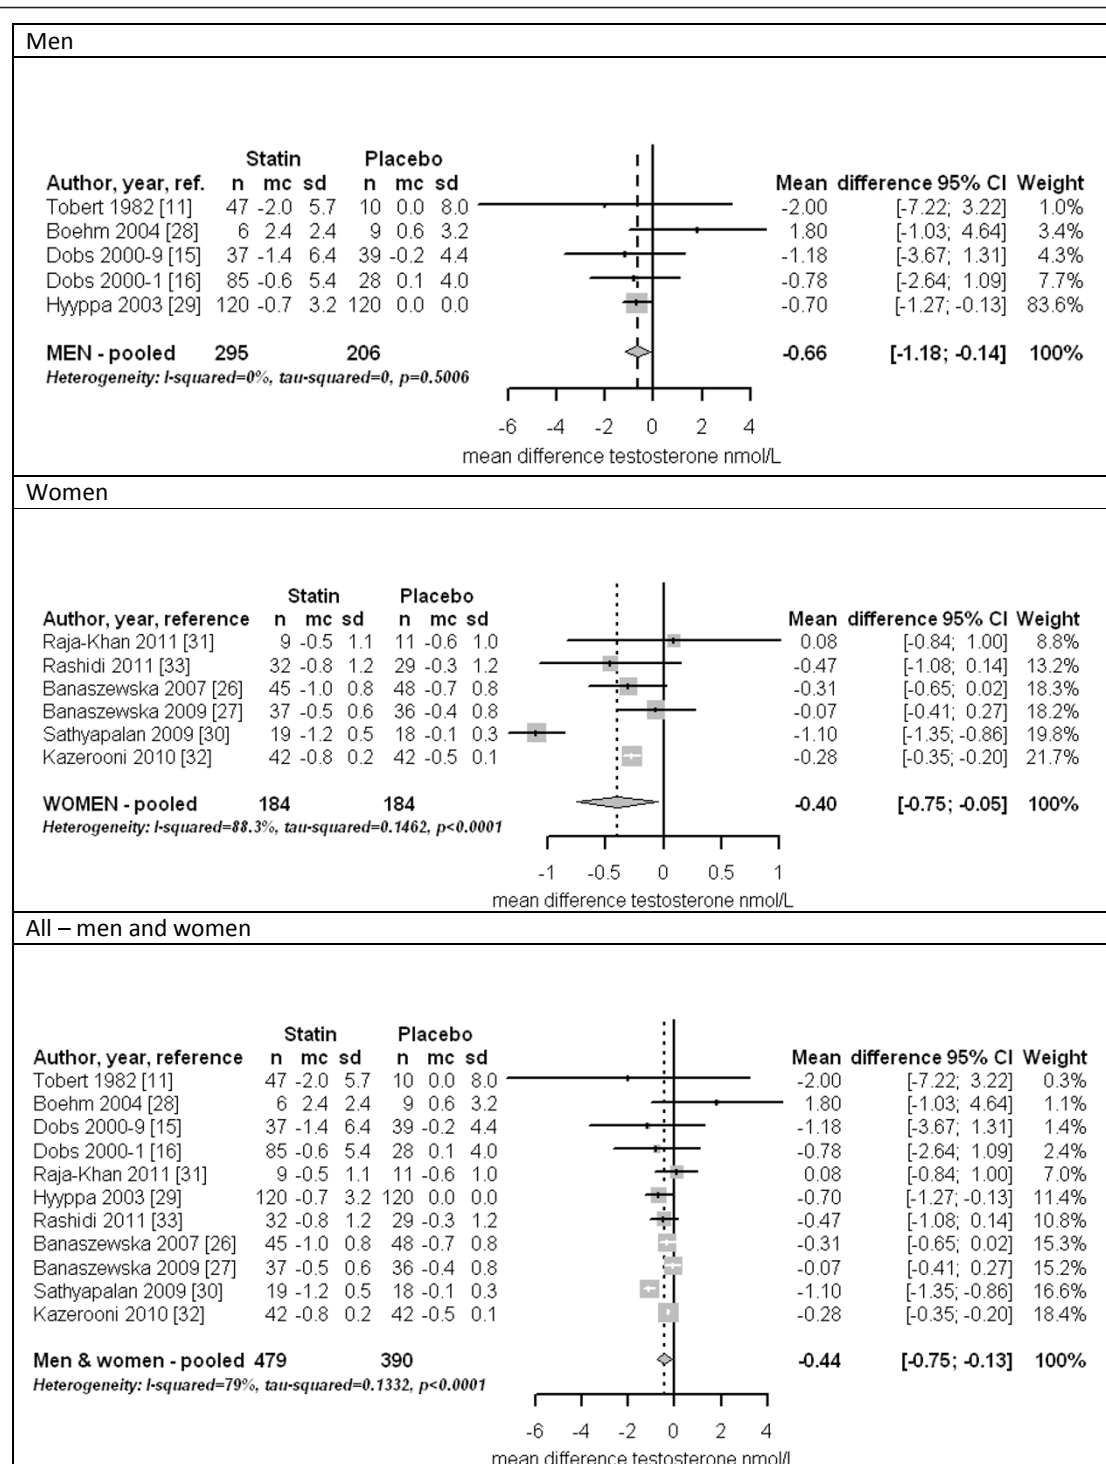 Men
Statin Placebo
Author, year, ref. n mc sd n mc sd Mean difference 95% CI Weight
Tobert 1982 [11] 47 -2.0 5.7 10 0.0 8.0 -2.00 [-7.22; 3.22] 1.0%
Boehm 2004 [28] 6 2.4 2.4 9 0.6 3.2 1.80 [-1.03; 4.64] 3.4%
Dobs 2000-9 [15] 37 -1.4 6.4 39 -0.2 4.4 -1.18 [-3.67; 1.31] 4.3%
Dobs 2000-1 [16] 85 -0.6 5.4 28 0.1 4.0 -0.78 [-2.64; 1.09] 7.7%
Hyyppa 2003 [29] 120 -0.7 3.2 120 0.0 0.0 -0.70 [-1.27; -0.13] 83.6%
MEN - pooled 295 206 -0.66 [-1.18; -0.14] 100%
Heterogeneity: I-squared=0%, tau-squared=0, p=0.5006
-6 -4 -2 0 2 4
mean difference testosterone nmol/L
Women
Statin Placebo
Author, year, reference n mc sd n mc sd Mean difference 95% CI Weight
Raja-Khan 2011 [31] 9 -0.5 1.1 11 -0.6 1.0 0.08 [-0.84; 1.00] 8.8%
Rashidi 2011 [33] 32 -0.8 1.2 29 -0.3 1.2 -0.47 [-1.08; 0.14] 13.2%
Banaszewska 2007 [26] 45 -1.0 0.8 48 -0.7 0.8 -0.31 [-0.65; 0.02] 18.3%
Banaszewska 2009 [27] 37 -0.5 0.6 36 -0.4 0.8 -0.07 [-0.41; 0.27] 18.2%
Sathyapalan 2009 [30] 19 -1.2 0.5 18 -0.1 0.3 -1.10 [-1.35; -0.86] 19.8%
Kazerooni 2010 [32] 42 -0.8 0.2 42 -0.5 0.1 -0.28 [-0.35; -0.20] 21.7%
WOMEN - pooled 184 184 -0.40 [-0.75; -0.05] 100%
Heterogeneity: I-squared=88.3%, tau-squared=0.1462, p<0.0001
-1 -0.5 0 0.5 1
mean difference testosterone nmol/L
All – men and women
Statin Placebo
Author, year, reference n mc sd n mc sd Mean difference 95% CI Weight
Tobert 1982 [11] 47 -2.0 5.7 10 0.0 8.0 -2.00 [-7.22; 3.22] 0.3%
Boehm 2004 [28] 6 2.4 2.4 9 0.6 3.2 1.80 [-1.03; 4.64] 1.1%
Dobs 2000-9 [15] 37 -1.4 6.4 39 -0.2 4.4 -1.18 [-3.67; 1.31] 1.4%
Dobs 2000-1 [16] 85 -0.6 5.4 28 0.1 4.0 -0.78 [-2.64; 1.09] 2.4%
Raja-Khan 2011 [31] 9 -0.5 1.1 11 -0.6 1.0 0.08 [-0.84; 1.00] 7.0%
Hyyppa 2003 [29] 120 -0.7 3.2 120 0.0 0.0 -0.70 [-1.27; -0.13] 11.4%
Rashidi 2011 [33] 32 -0.8 1.2 29 -0.3 1.2 -0.47 [-1.08; 0.14] 10.8%
Banaszewska 2007 [26] 45 -1.0 0.8 48 -0.7 0.8 -0.31 [-0.65; 0.02] 15.3%
Banaszewska 2009 [27] 37 -0.5 0.6 36 -0.4 0.8 -0.07 [-0.41; 0.27] 15.2%
Sathyapalan 2009 [30] 19 -1.2 0.5 18 -0.1 0.3 -1.10 [-1.35; -0.86] 16.6%
Kazerooni 2010 [32] 42 -0.8 0.2 42 -0.5 0.1 -0.28 [-0.35; -0.20] 18.4%
Men & women - pooled 479 390 -0.44 [-0.75; -0.13] 100%
Heterogeneity: I-squared=79%, tau-squared=0.1332, p<0.0001
-6 -4 -2 0 2 4
mean difference testosterone nmol/L